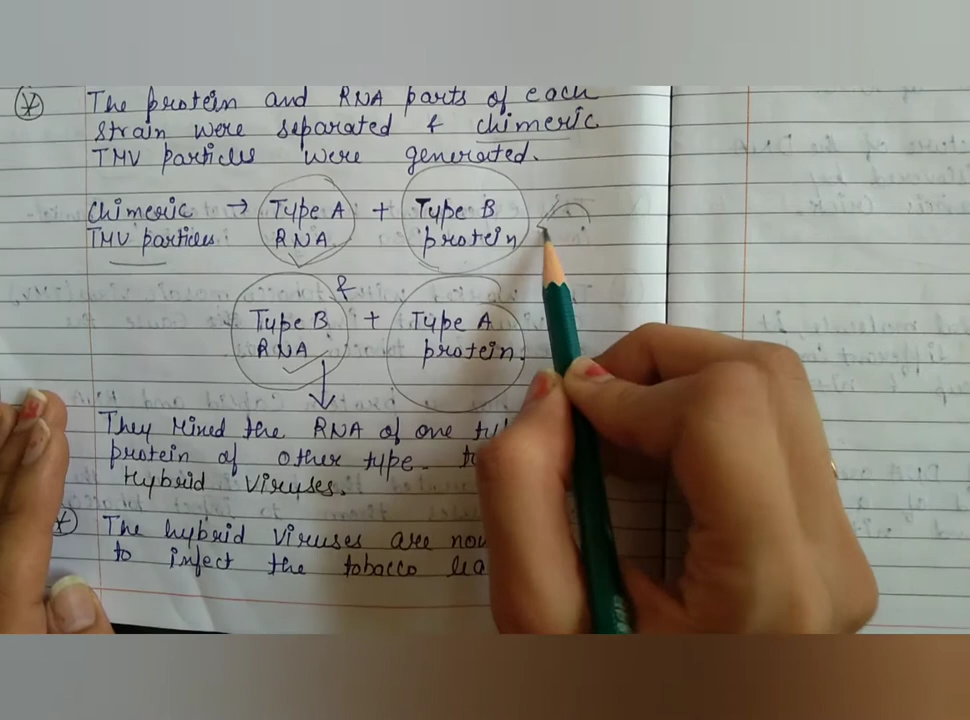 The protein and RNA parts of each
strain were separated & chimeric
TMV particles were generated.
Chimeric → Type A + Type B
TMV particles RNA protein
&
Type B + Type A
RNA protein.
They Mixed the RNA of one
protein of other type.
Hybrid Viruses.
The hybrid viruses are
to infect the tobacco